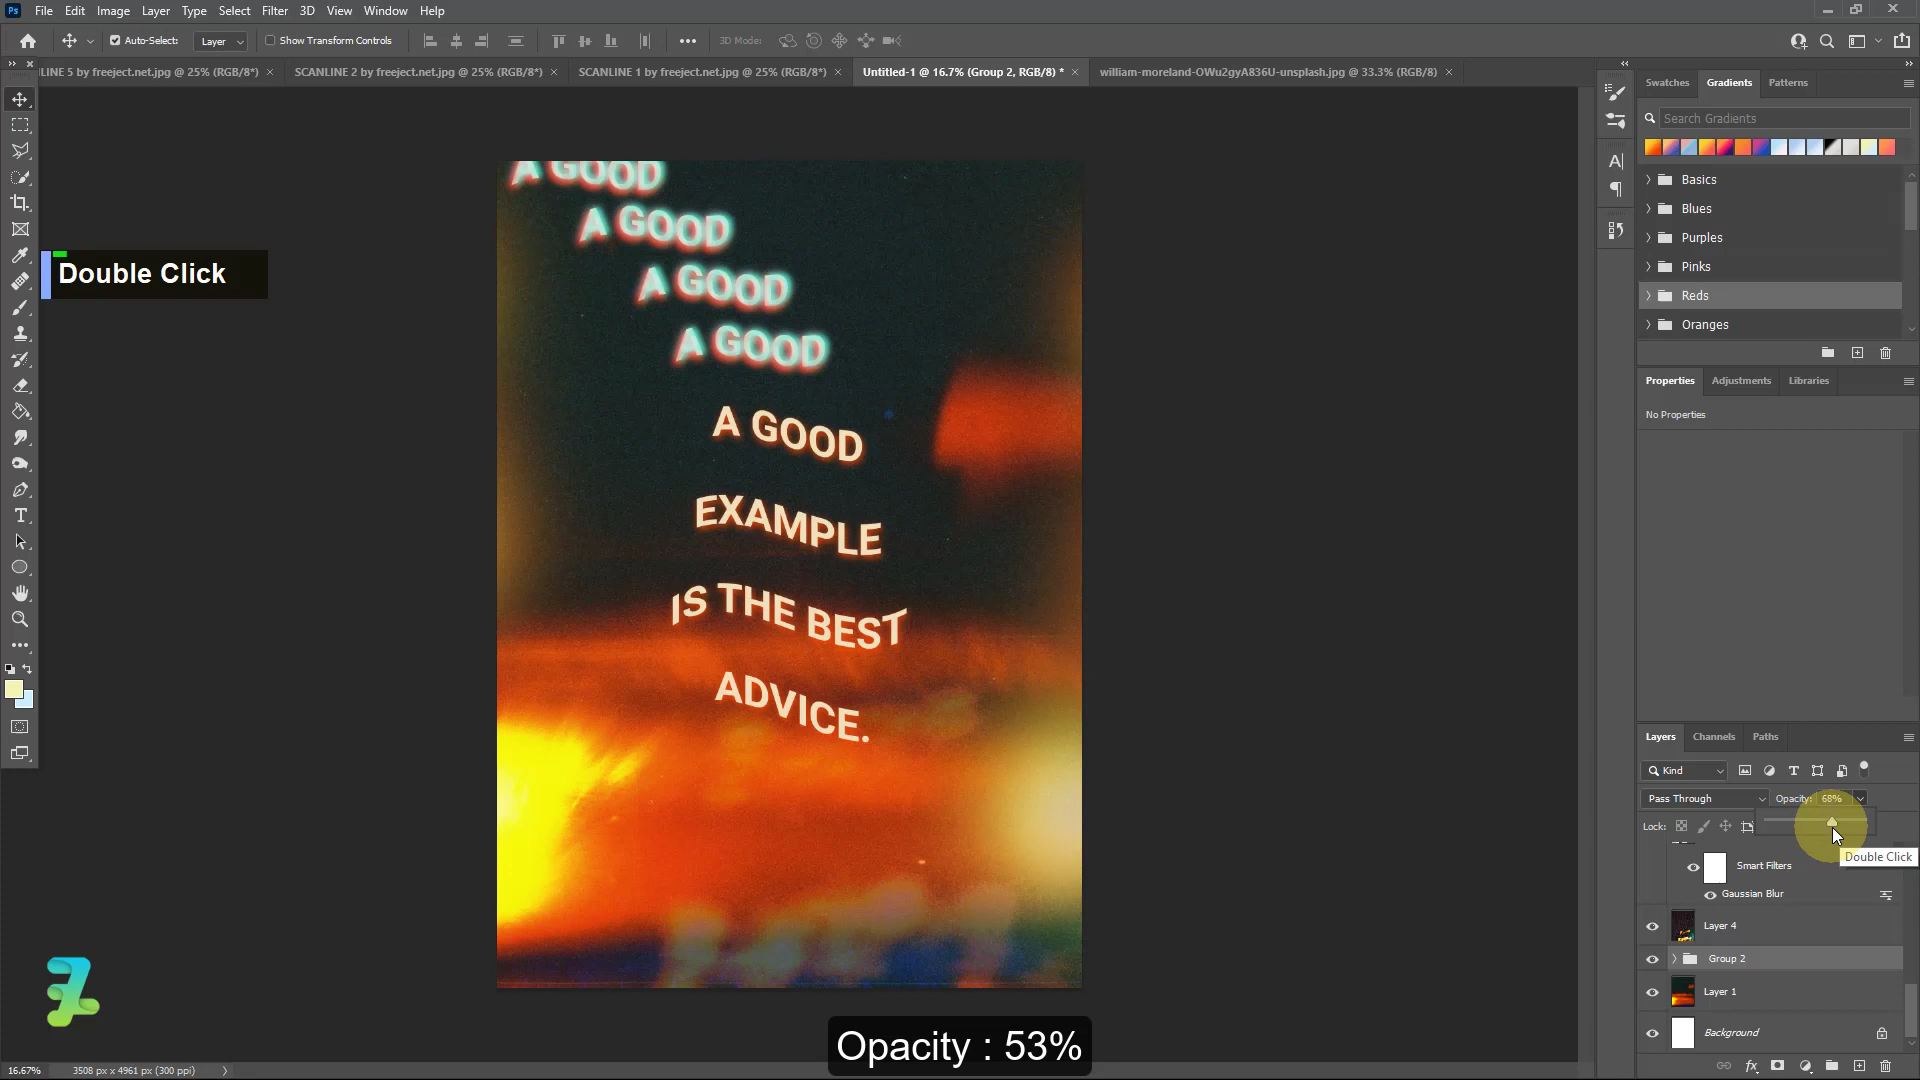 Ps File Edit Image Layer Type Select Filter 3D View Window Help
Auto-Select: Layer Show Transform Controls 3D Mode:
LINE 5 by freeject.net.jpg @ 25% (RGB/8*) × SCANLINE 2 by freeject.net.jpg @ 25% (RGB/8*) × SCANLINE 1 by freeject.net.jpg @ 25% (RGB/8*) × Untitled-1 @ 16.7% (Group 2, RGB/8) * × william-moreland-OWu2gyA836U-unsplash.jpg @ 33.3% (RGB/8) ×
Swatches Gradients Patterns
Search Gradients
Basics
Blues
Purples
Pinks
Reds
Oranges
Double Click
A GOOD
A GOOD
A GOOD
A GOOD
A GOOD
EXAMPLE
IS THE BEST
ADVICE.
Properties Adjustments Libraries
No Properties
Layers Channels Paths
Kind
Pass Through Opacity: 68%
Lock:
Double Click
Smart Filters
Gaussian Blur
Layer 4
Group 2
Layer 1
Background
Opacity : 53%
16.67% 3508 px x 4961 px (300 ppi)